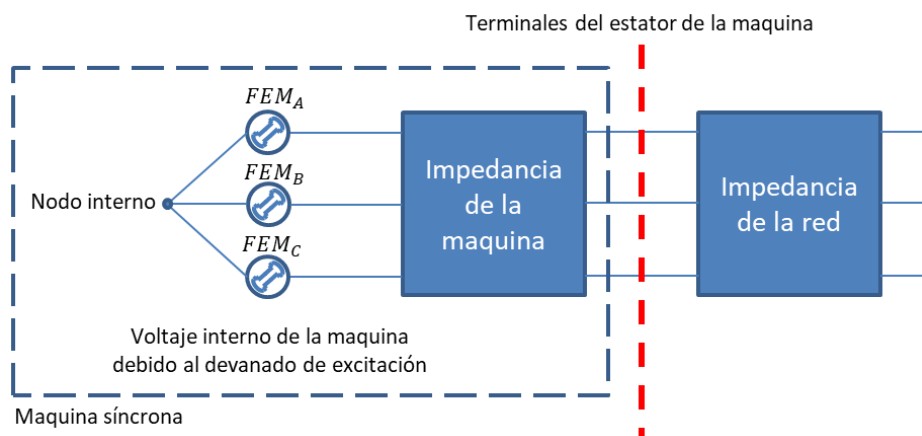 Terminales del estator de la maquina
FEM_A
Nodo interno
FEM_B
FEM_C
Impedancia
de la
maquina
Impedancia
de la red
Voltaje interno de la maquina
debido al devanado de excitación
Maquina síncrona